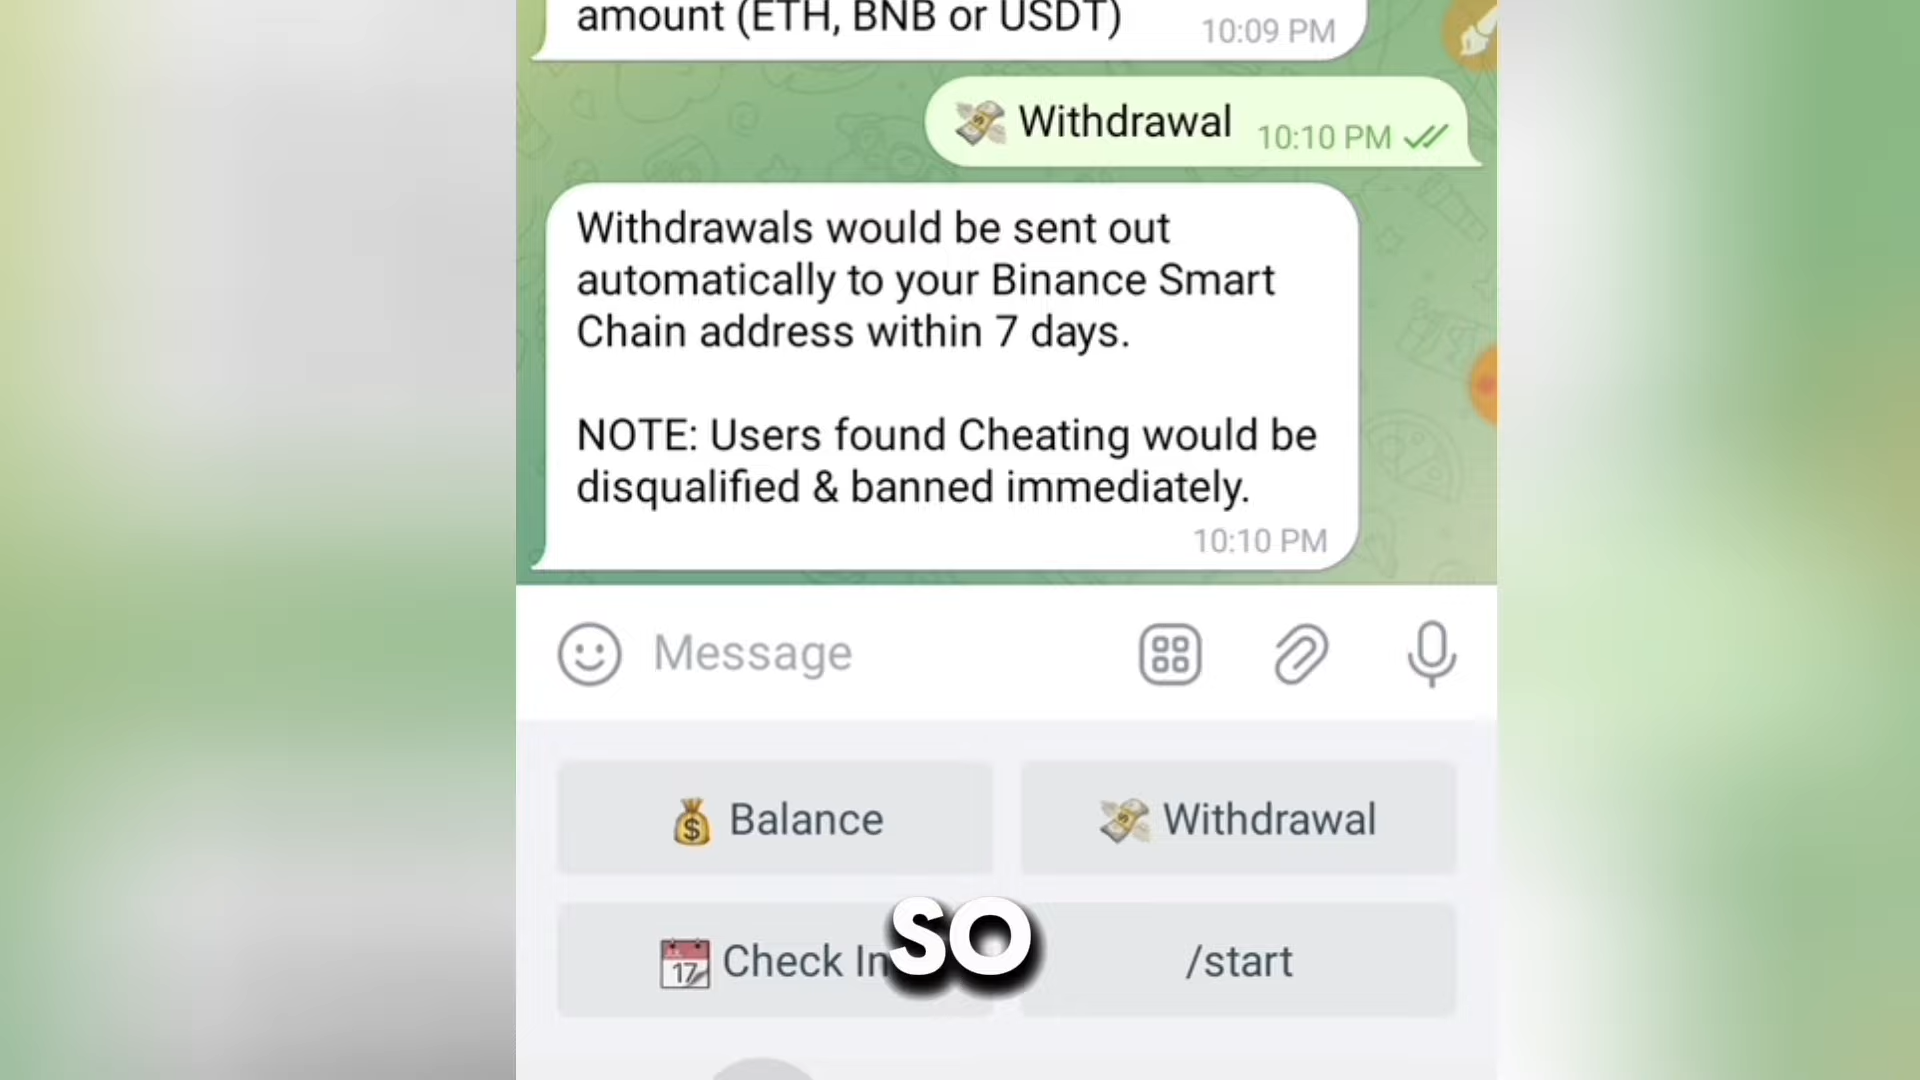 amount (ETH, BNB or USDT) 10:09 PM
💸 Withdrawal 10:10 PM
Withdrawals would be sent out
automatically to your Binance Smart
Chain address within 7 days.
NOTE: Users found Cheating would be
disqualified & banned immediately.
10:10 PM
Message
💰 Balance
💸 Withdrawal
📅 Check In
/start
SO